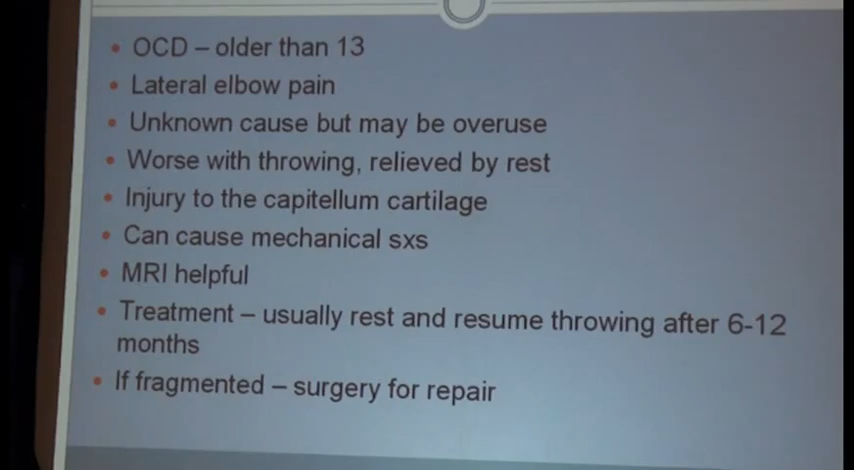 • OCD – older than 13
• Lateral elbow pain
• Unknown cause but may be overuse
• Worse with throwing, relieved by rest
• Injury to the capitellum cartilage
• Can cause mechanical sxs
• MRI helpful
• Treatment – usually rest and resume throwing after 6-12
months
• If fragmented – surgery for repair